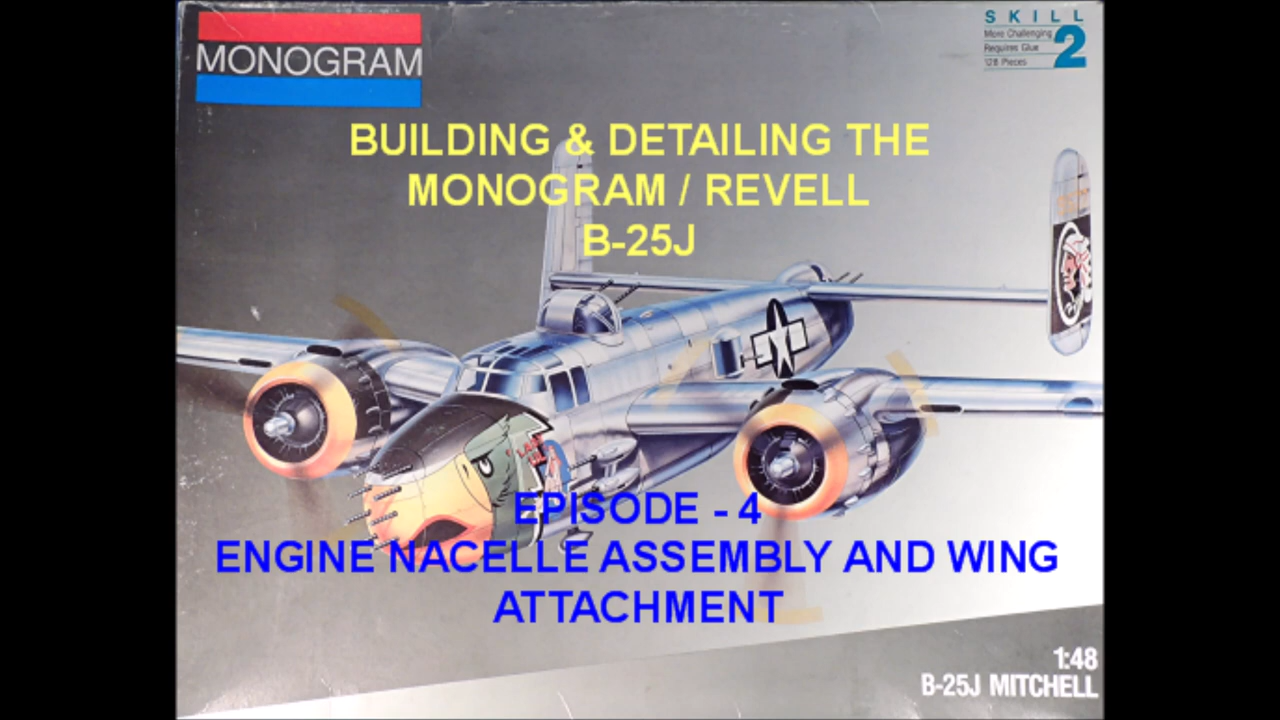 MONOGRAM
SKILL
More Challenging
Requires Glue
128 Pieces
2
BUILDING & DETAILING THE
MONOGRAM / REVELL
B-25J
EPISODE - 4
ENGINE NACELLE ASSEMBLY AND WING
ATTACHMENT
1:48
B-25J MITCHELL